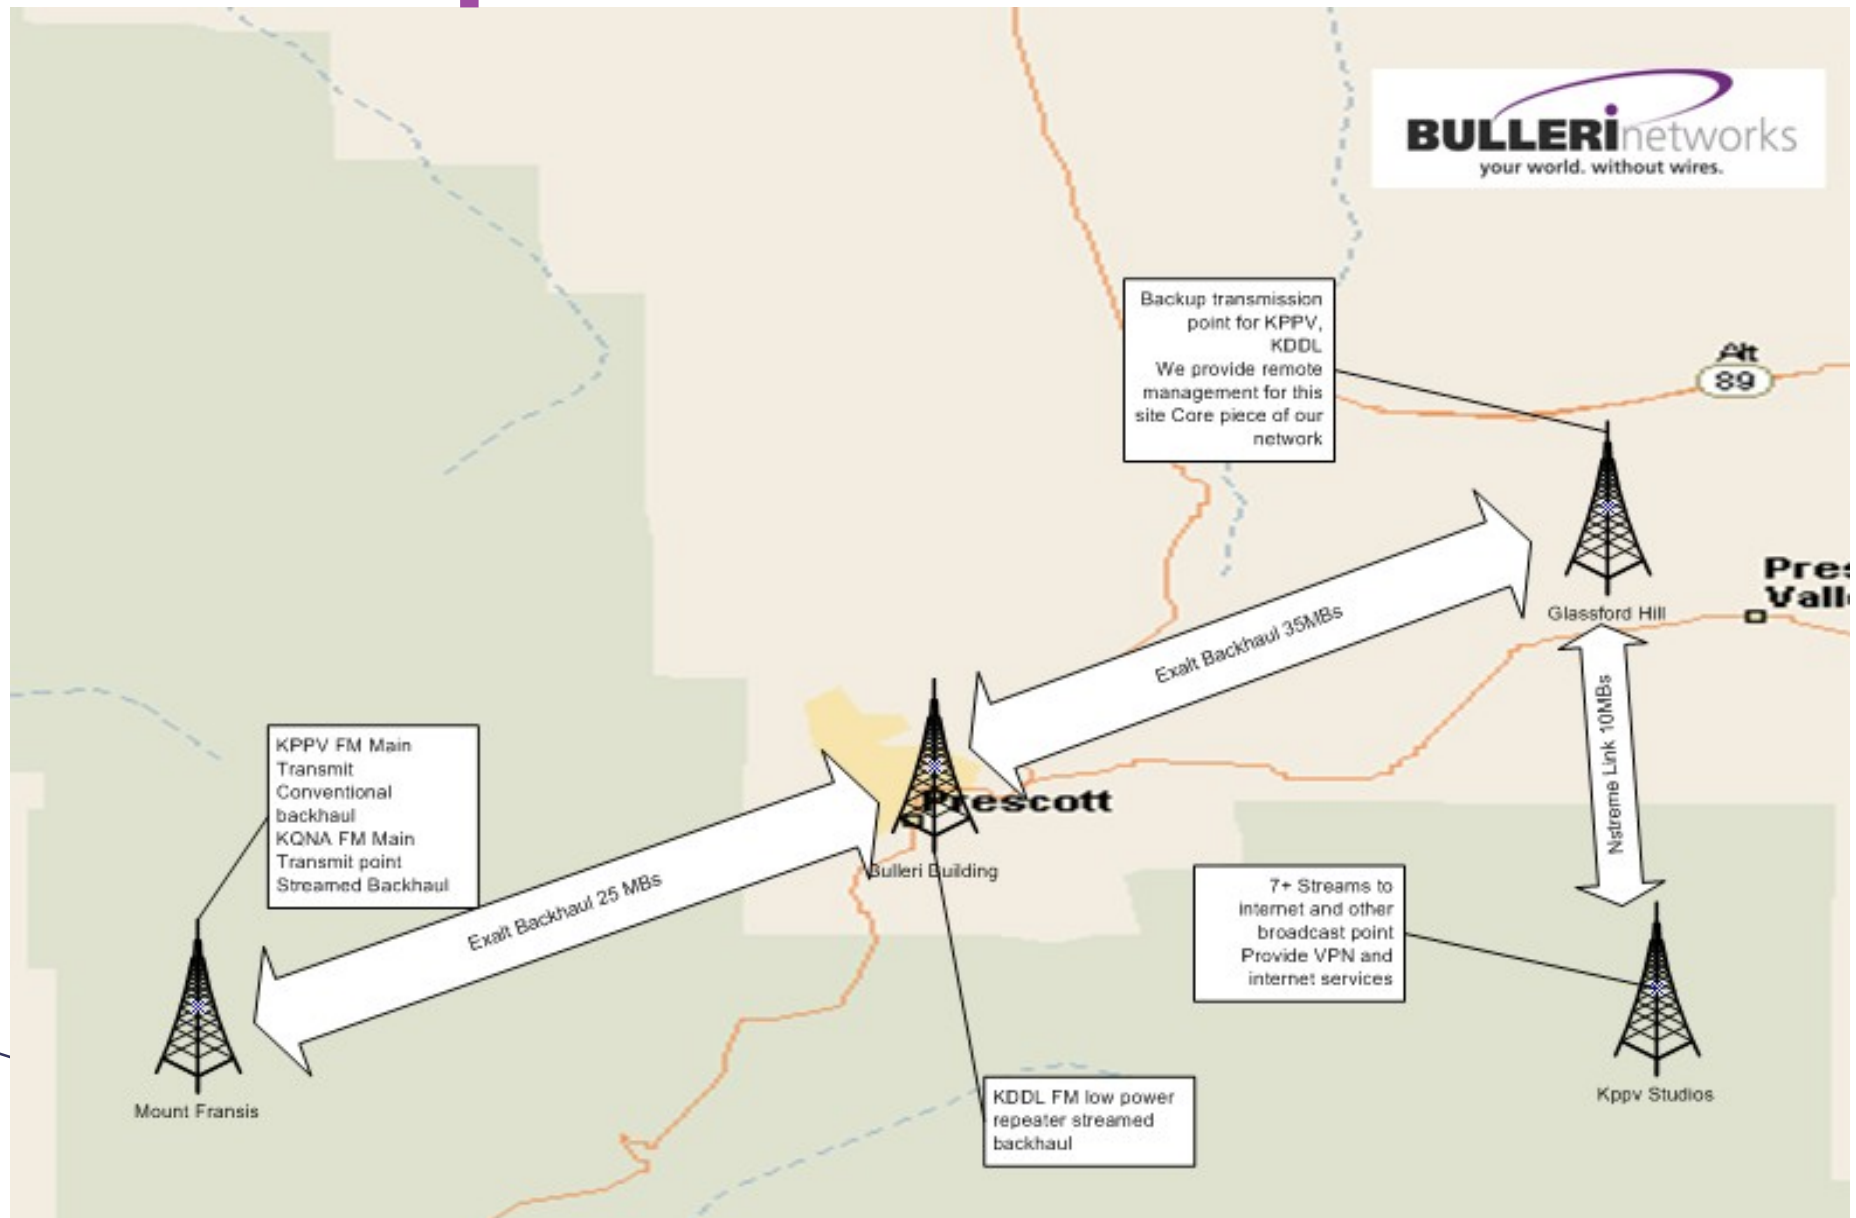 BULLERinetworks
your world. without wires.
Backup transmission
point for KPPV,
KDDL
We provide remote
management for this
site Core piece of our
network
Alt
89
Glassford Hill
Pres
Valle
Exalt Backhaul 35MBs
Nstreme Link 10MBs
KPPV FM Main
Transmit
Conventional
backhaul
KQNA FM Main
Transmit point
Streamed Backhaul
Prescott
Bulleri Building
Exalt Backhaul 25 MBs
7+ Streams to
internet and other
broadcast point
Provide VPN and
internet services
Mount Fransis
KDDL FM low power
repeater streamed
backhaul
Kppv Studios